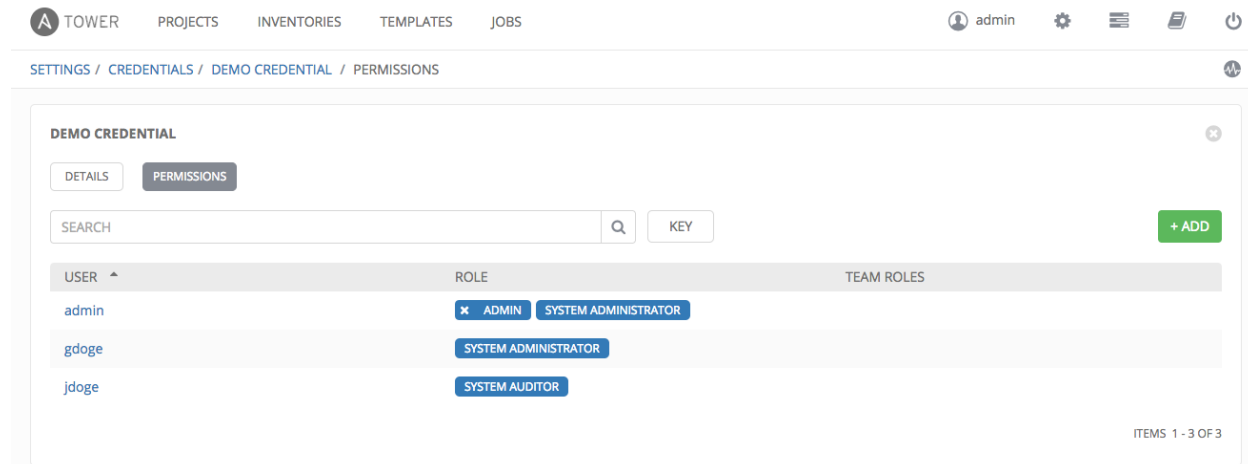 A TOWER PROJECTS INVENTORIES TEMPLATES JOBS admin
SETTINGS / CREDENTIALS / DEMO CREDENTIAL / PERMISSIONS
DEMO CREDENTIAL
DETAILS PERMISSIONS
SEARCH KEY + ADD
USER ROLE TEAM ROLES
admin × ADMIN SYSTEM ADMINISTRATOR
gdoge SYSTEM ADMINISTRATOR
jdoge SYSTEM AUDITOR
ITEMS 1 - 3 OF 3